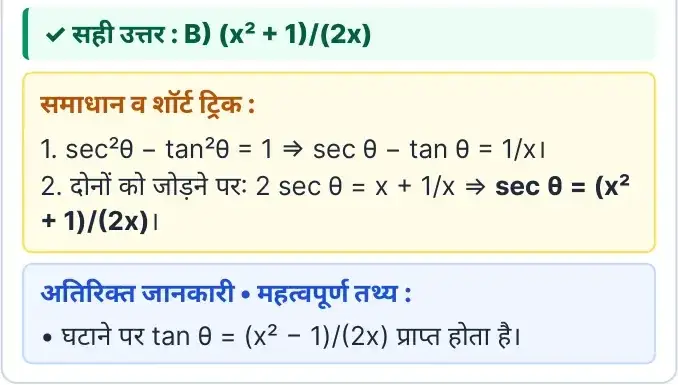 ✓ सही उत्तर : B) (x² + 1)/(2x)
समाधान व शॉर्ट ट्रिक :
1. sec²θ − tan²θ = 1 ⇒ sec θ − tan θ = 1/x।
2. दोनों को जोड़ने परः 2 sec θ = x + 1/x ⇒ sec θ = (x²
+ 1)/(2x)।
अतिरिक्त जानकारी • महत्वपूर्ण तथ्य :
• घटाने पर tan θ = (x² − 1)/(2x) प्राप्त होता है।